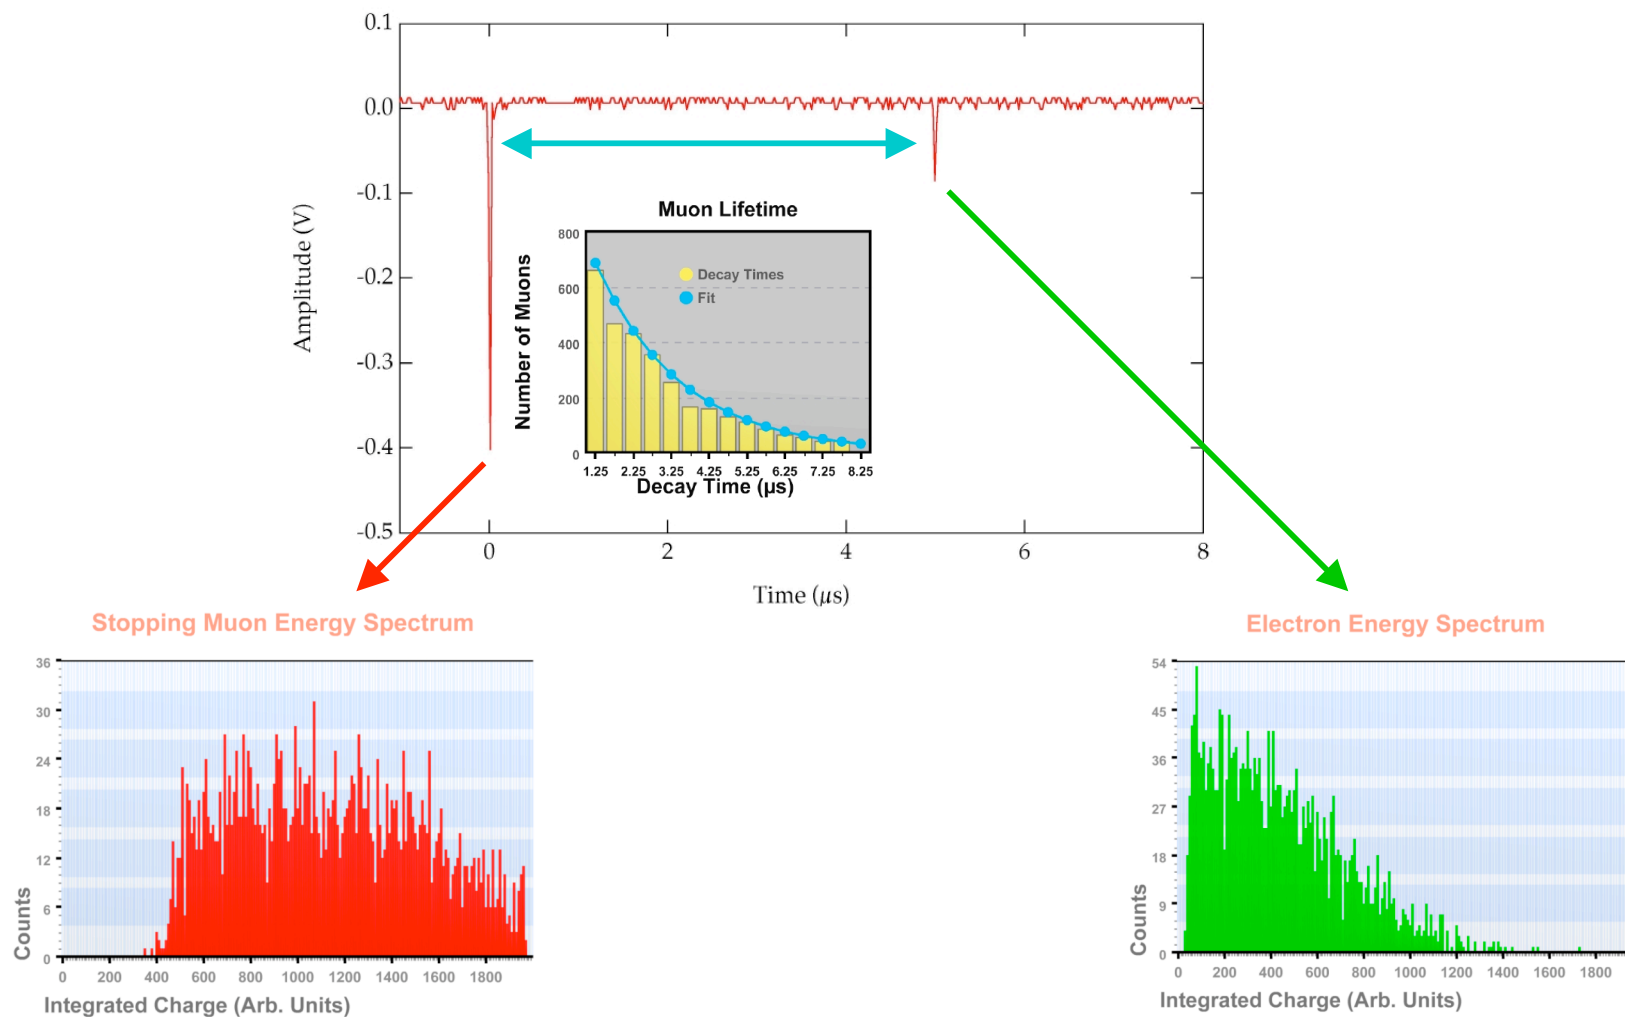 0.1
0.0
-0.1
-0.2
-0.3
-0.4
-0.5
Amplitude (V)
0 2 4 6 8
Time (μs)
Muon Lifetime
Number of Muons
800
600
400
200
0
Decay Times
Fit
1.25 2.25 3.25 4.25 5.25 6.25 7.25 8.25
Decay Time (μs)
Stopping Muon Energy Spectrum
Counts
36
30
24
18
12
6
0
0 200 400 600 800 1000 1200 1400 1600 1800
Integrated Charge (Arb. Units)
Electron Energy Spectrum
Counts
54
45
36
27
18
9
0
0 200 400 600 800 1000 1200 1400 1600 1800
Integrated Charge (Arb. Units)